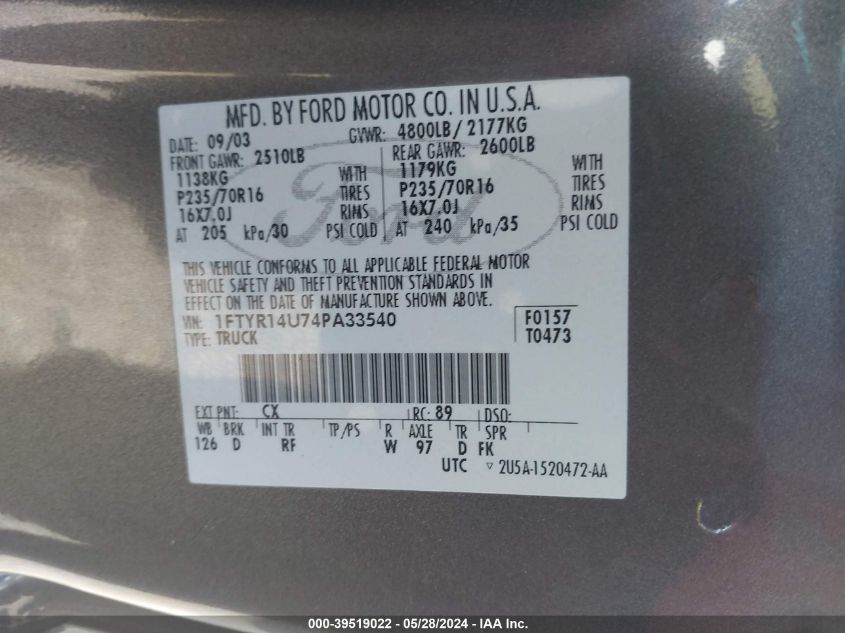 MFD. BY FORD MOTOR CO. IN U.S.A.
DATE: 09/03 GVWR: 4800LB/ 2177KG
FRONT GAWR: 2510LB REAR GAWR: 2600LB
1138KG WITH 1179KG WITH
P235/70R16 TIRES P235/70R16 TIRES
16X7.0J RIMS 16X7.0J RIMS
AT 205 kPa/30 PSI COLD AT 240 kPa/35 PSI COLD
Ford
THIS VEHICLE CONFORMS TO ALL APPLICABLE FEDERAL MOTOR
VEHICLE SAFETY AND THEFT PREVENTION STANDARDS IN
EFFECT ON THE DATE OF MANUFACTURE SHOWN ABOVE.
VIN: 1FTYR14U74PA33540 F0157
TYPE: TRUCK T0473
EXT PNT: CX RC: 89 DSO:
WB BRK INT TR TP/PS R AXLE TR SPR
126 D RF W 97 D FK
UTC 2U5A-1520472-AA
000-39519022 - 05/28/2024 - IAA Inc.